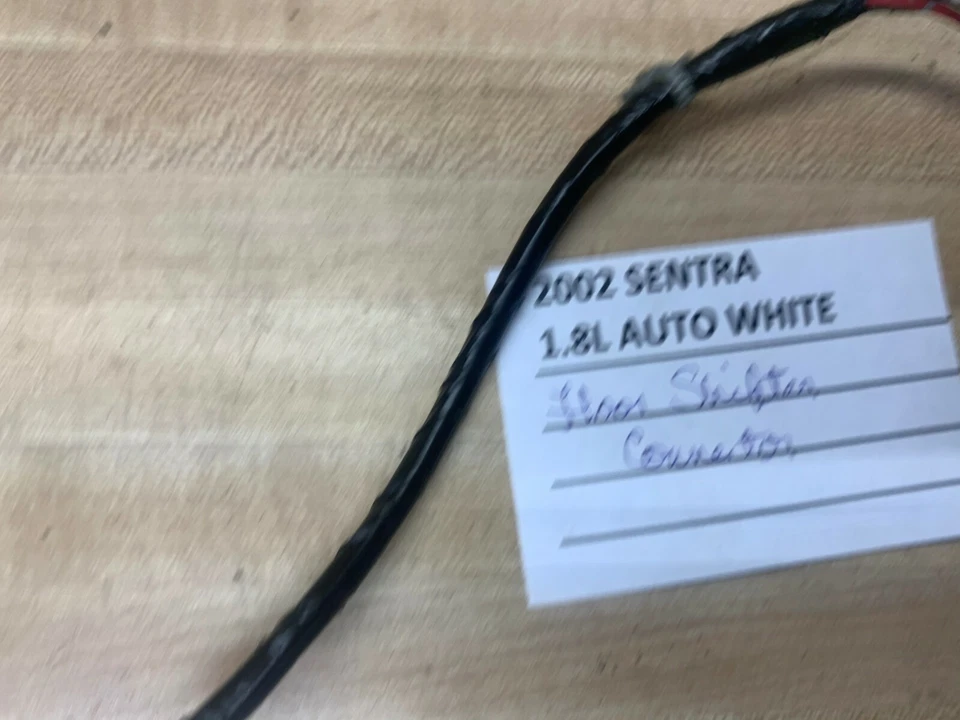 2002 SENTRA
1.8L AUTO WHITE
Floor Shifter
Connector